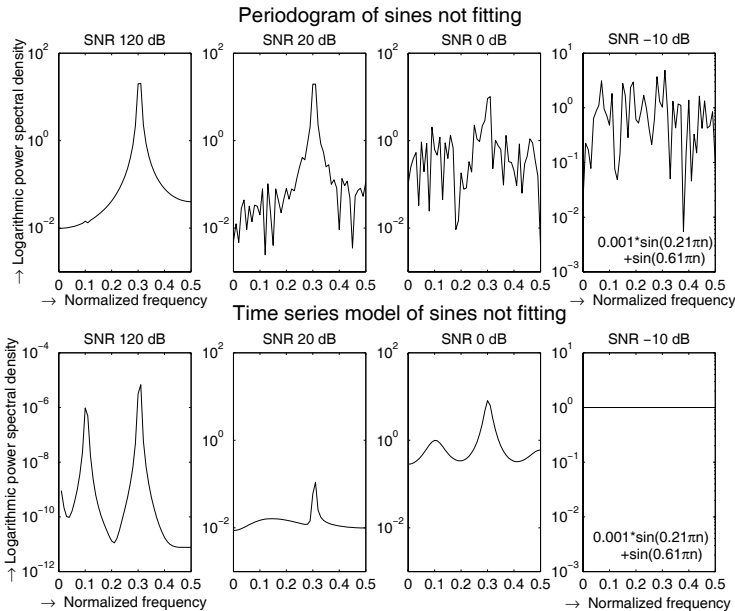 Periodogram of sines not fitting
SNR 120 dB
SNR 20 dB
SNR 0 dB
SNR −10 dB
→ Logarithmic power spectral density
10^2
10^0
10^−2
0 0.1 0.2 0.3 0.4 0.5
10^2
10^0
10^−2
0 0.1 0.2 0.3 0.4 0.5
10^2
10^0
10^−2
0 0.1 0.2 0.3 0.4 0.5
10^1
10^0
10^−1
10^−2
10^−3
0.001*sin(0.21πn)
+sin(0.61πn)
0 0.1 0.2 0.3 0.4 0.5
→ Normalized frequency
→ Normalized frequency
Time series model of sines not fitting
SNR 120 dB
SNR 20 dB
SNR 0 dB
SNR −10 dB
→ Logarithmic power spectral density
10^−4
10^−6
10^−8
10^−10
10^−12
0 0.1 0.2 0.3 0.4 0.5
10^2
10^0
10^−2
0 0.1 0.2 0.3 0.4 0.5
10^2
10^0
10^−2
0 0.1 0.2 0.3 0.4 0.5
10^1
10^0
10^−1
10^−2
10^−3
0.001*sin(0.21πn)
+sin(0.61πn)
0 0.1 0.2 0.3 0.4 0.5
→ Normalized frequency
→ Normalized frequency